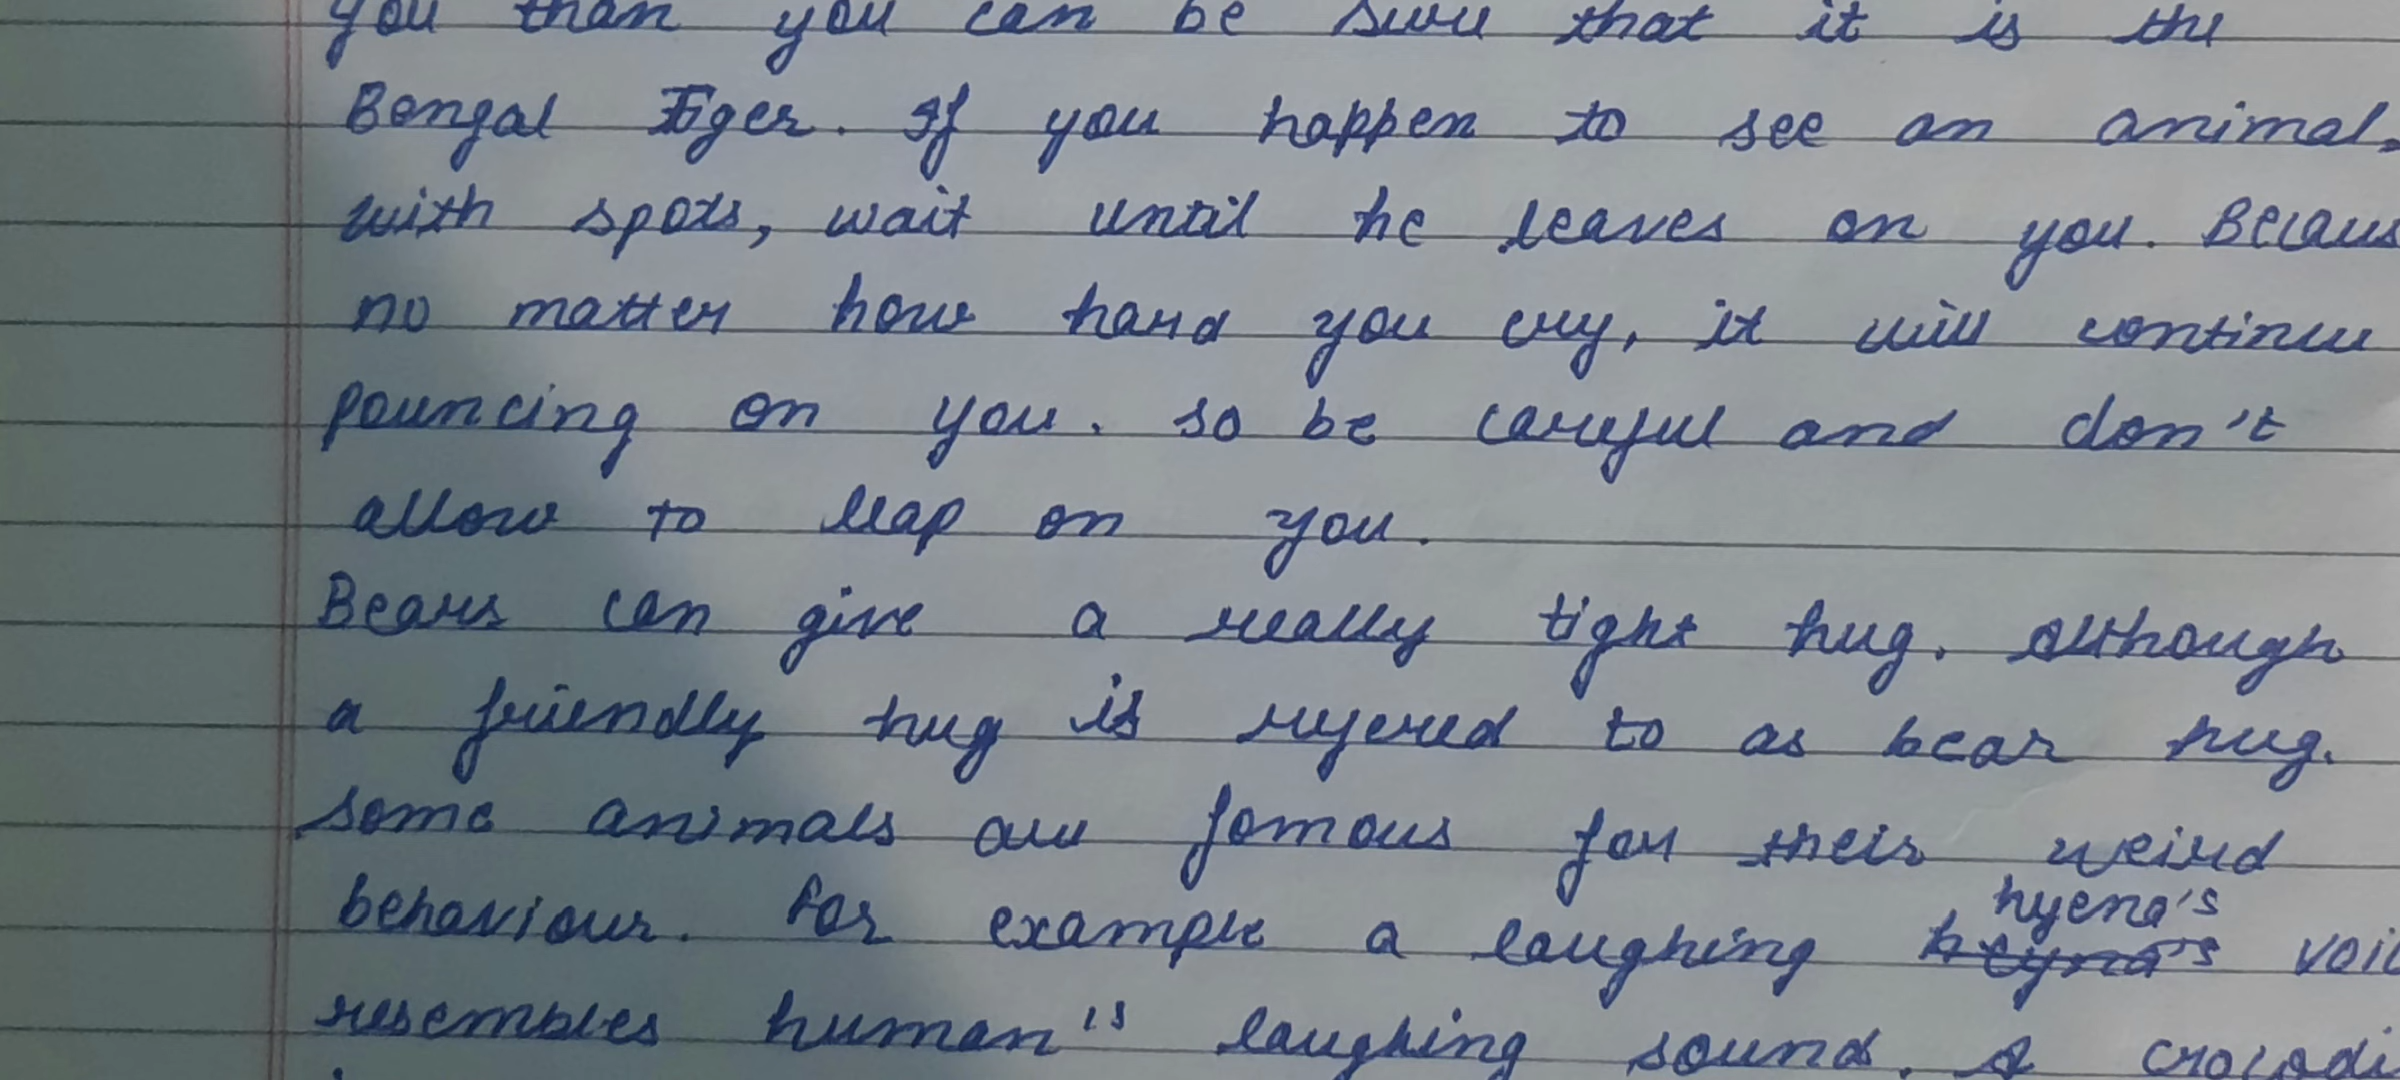 you than you can be sure that it is the
Bengal Tiger. If you happen to see an animal,
with spots, wait until he leaves on you. Becaus
no matter how hard you cry, it will continue
pouncing on you. so be careful and don't
allow to leap on you.
Bears can give a really tight hug. Although
a friendly hug is refered to as bear hug.
some animals are famous for their weird
behaviour. For example a laughing hyena's voic
resembles human's laughing sound. A crocodi